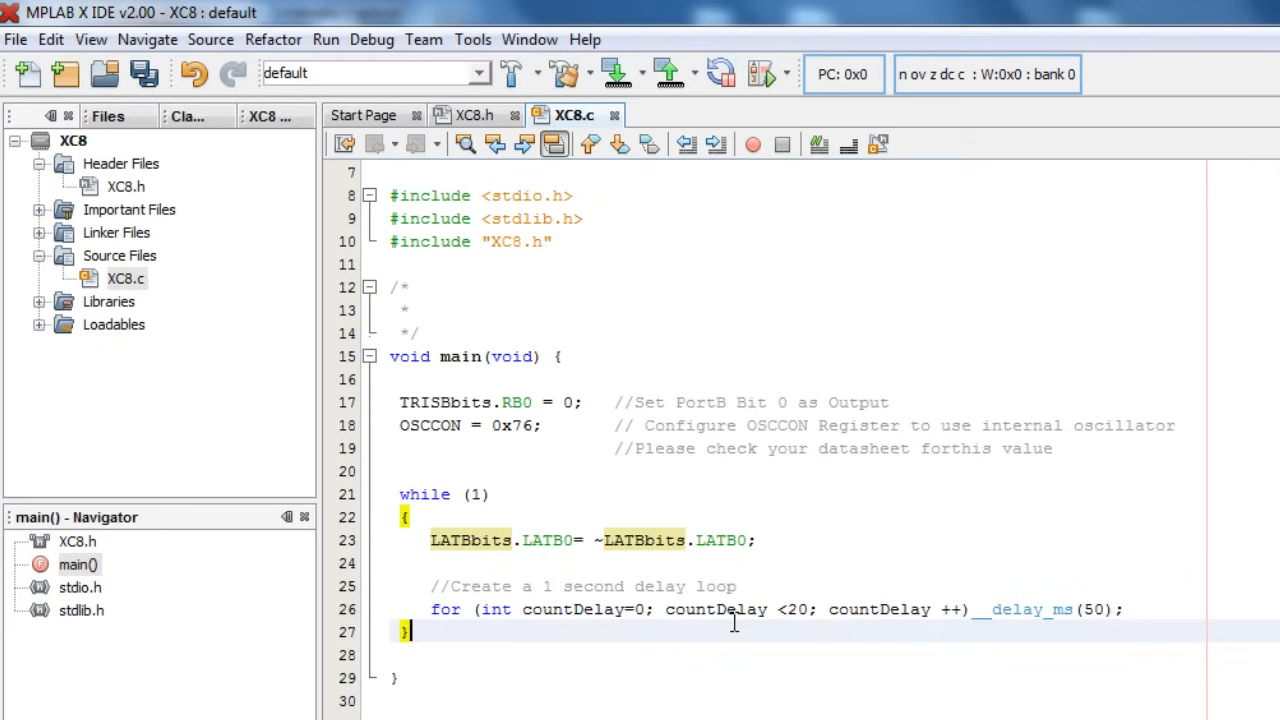 MPLAB X IDE v2.00 - XC8 : default
File Edit View Navigate Source Refactor Run Debug Team Tools Window Help
default PC: 0x0 n ov z dc c : W:0x0 : bank 0
Files Cla... XC8 ... Start Page XC8.h XC8.c
XC8
Header Files
XC8.h
Important Files
Linker Files
Source Files
XC8.c
Libraries
Loadables
main() - Navigator
XC8.h
main()
stdio.h
stdlib.h
7
8 #include <stdio.h>
9 #include <stdlib.h>
10 #include "XC8.h"
11
12 /*
13 *
14 */
15 void main(void) {
16
17 TRISBbits.RB0 = 0; //Set PortB Bit 0 as Output
18 OSCCON = 0x76; // Configure OSCCON Register to use internal oscillator
19 //Please check your datasheet forthis value
20
21 while (1)
22 {
23 LATBbits.LATB0= ~LATBbits.LATB0;
24
25 //Create a 1 second delay loop
26 for (int countDelay=0; countDelay <20; countDelay ++)__delay_ms(50);
27 }
28
29 }
30